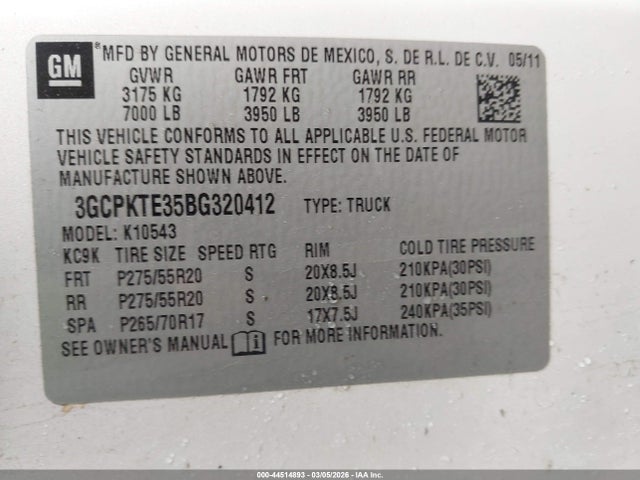 GM ® MFD BY GENERAL MOTORS DE MEXICO, S. DE R.L. DE C.V. 05/11
GVWR GAWR FRT GAWR RR
3175 KG 1792 KG 1792 KG
7000 LB 3950 LB 3950 LB
THIS VEHICLE CONFORMS TO ALL APPLICABLE U.S. FEDERAL MOTOR
VEHICLE SAFETY STANDARDS IN EFFECT ON THE DATE OF
MANUFACTURE SHOWN ABOVE.
3GCPKTE35BG320412 TYPE: TRUCK
MODEL: K10543
KC9K TIRE SIZE SPEED RTG RIM COLD TIRE PRESSURE
FRT P275/55R20 S 20X8.5J 210KPA(30PSI)
RR P275/55R20 S 20X8.5J 210KPA(30PSI)
SPA P265/70R17 S 17X7.5J 240KPA(35PSI)
SEE OWNER'S MANUAL i FOR MORE INFORMATION.
000-44514893 - 03/05/2026 - IAA Corp.